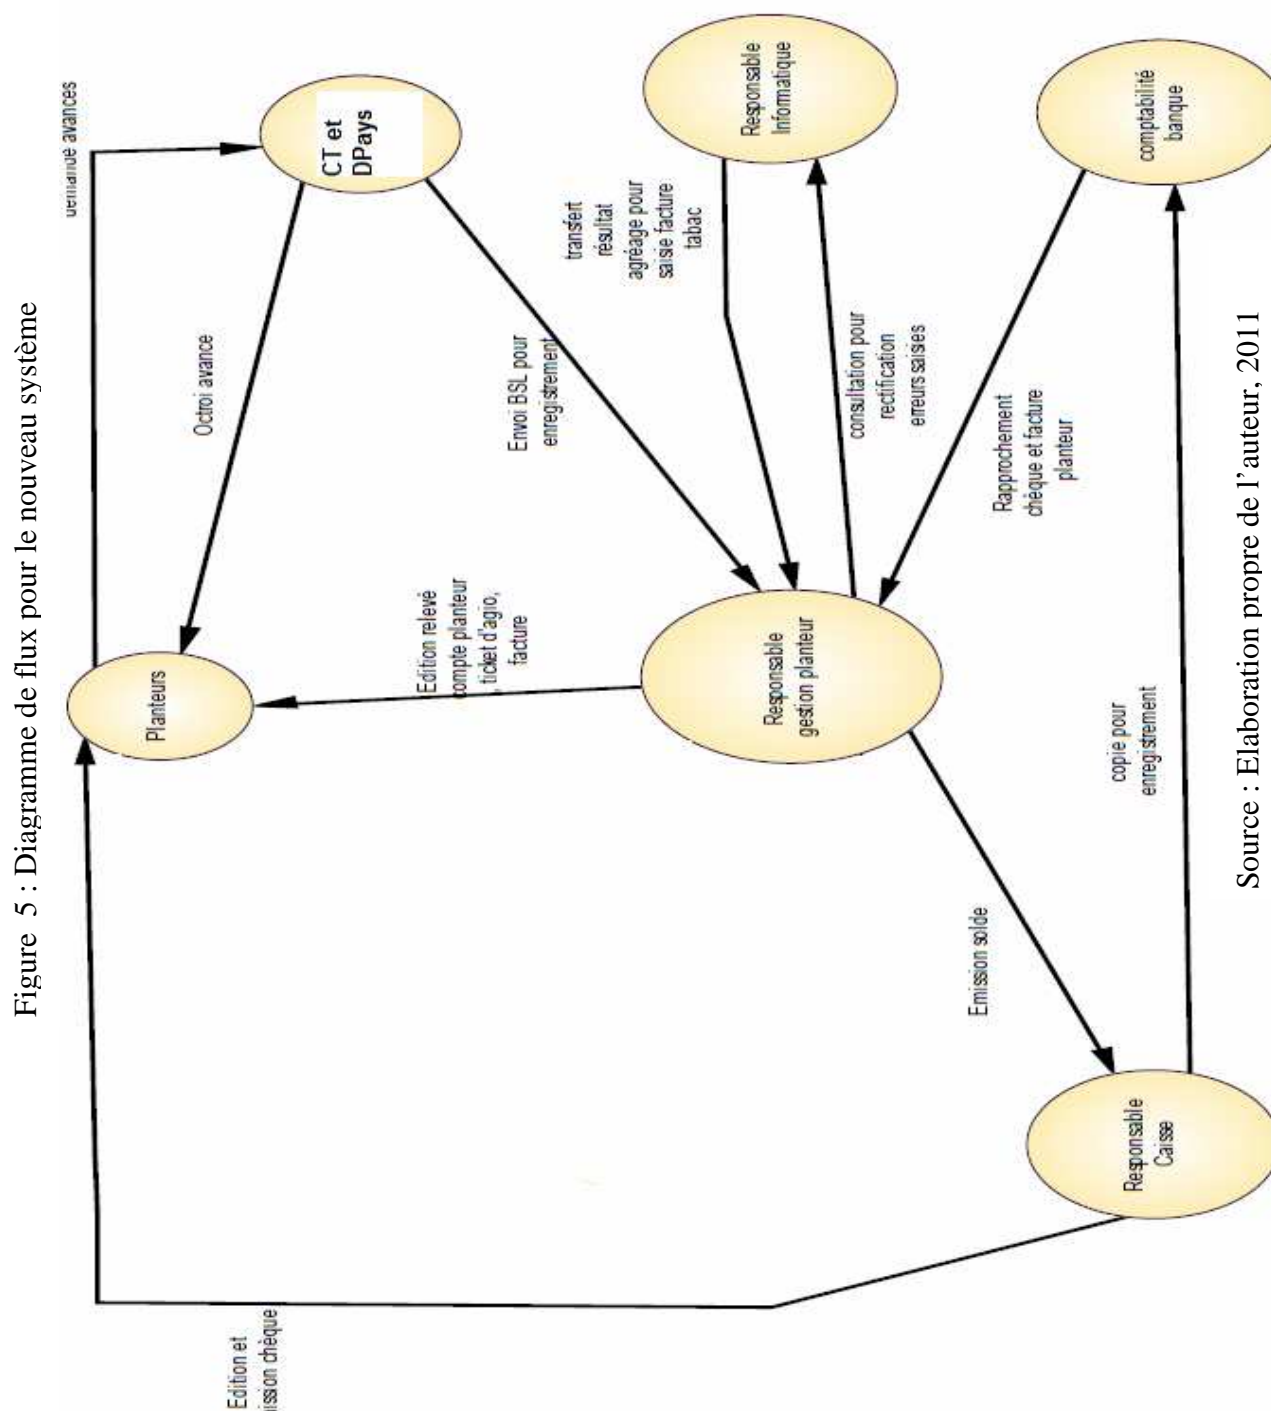 Figure 5 : Diagramme de flux pour le nouveau système
Edition et
chèque
avances
Planteurs
Octroi avance
CT et
DPays
Edition relevé
compte planteur
, ticket d'agio,
facture
Envoi BSL pour
enregistrement
transfert
résultat
agréage pour
saisie facture
tabac
Responsable
Informatique
Responsable
gestion planteur
consultation pour
rectification
erreurs saisies
Emission solde
Rapprochement
chèque et facture
planteur
Responsable
Caisse
copie pour
enregistrement
comptabilité
banque
Source : Elaboration propre de l'auteur, 2011